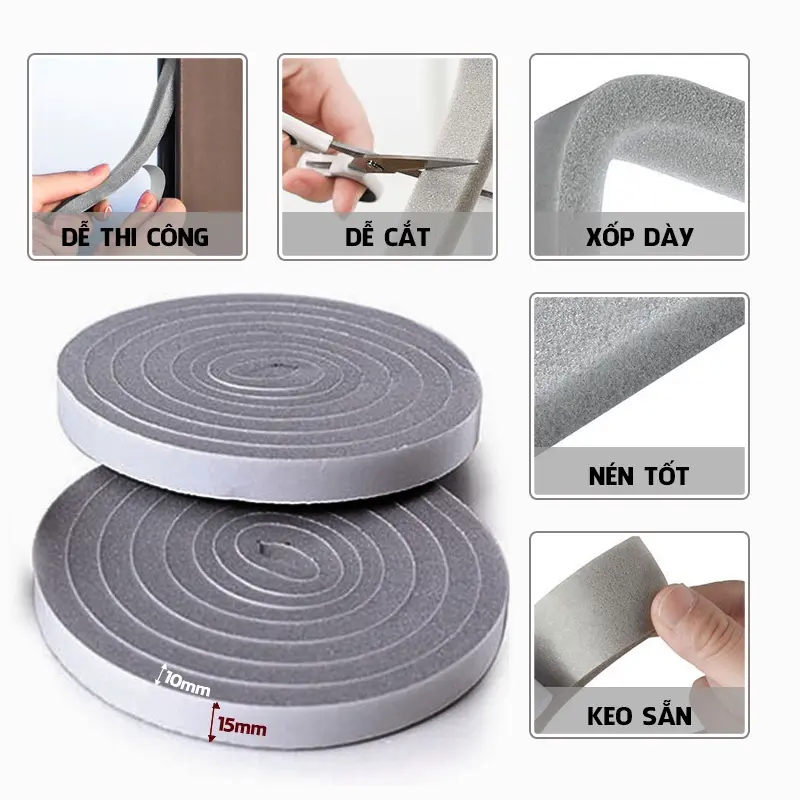 DỄ THI CÔNG
DỄ CẮT
XỐP DÀY
NÉN TỐT
10mm
15mm
KEO SẴN